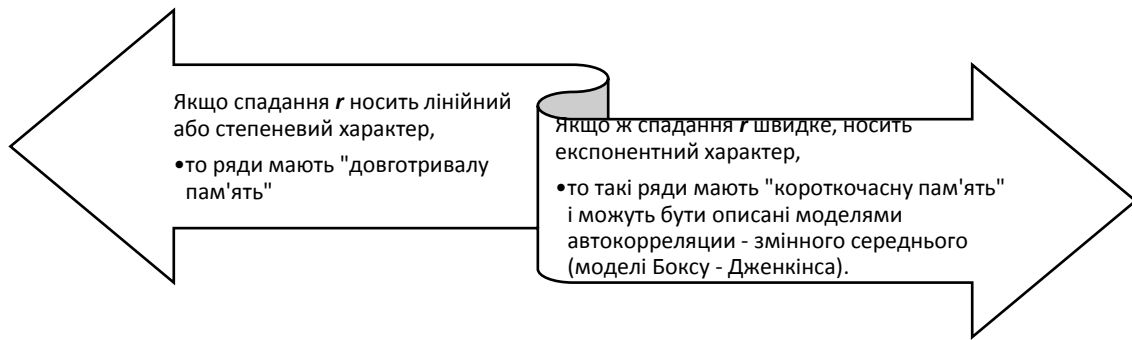 Якщо спадання r носить лінійний
або степеневий характер,
•то ряди мають "довготривалу
пам'ять"
Якщо ж спадання r швидке, носить
експонентний характер,
•то такі ряди мають "короткочасну пам'ять"
і можуть бути описані моделями
автокорреляции - змінного середнього
(моделі Боксу - Дженкінса).